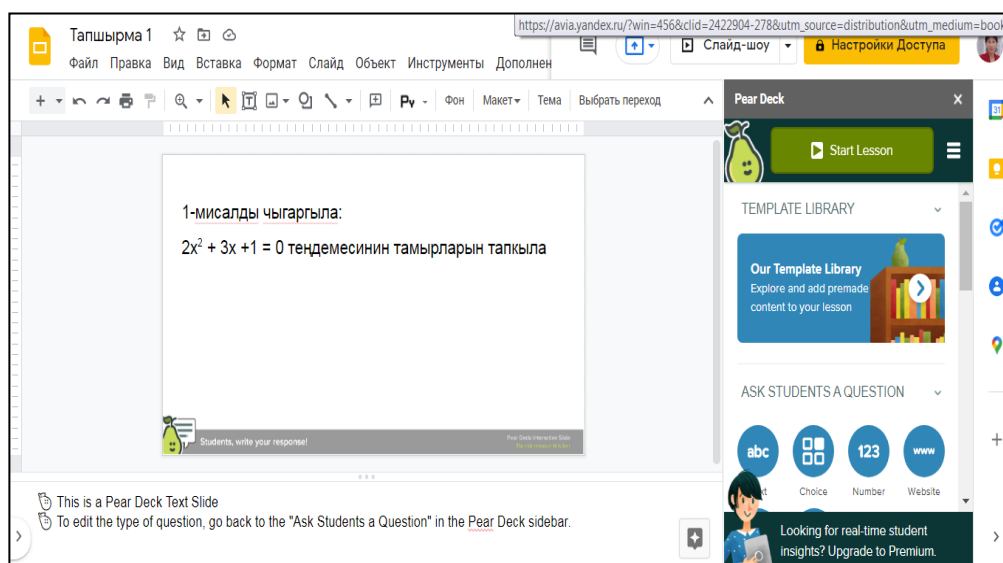 https://avia.yandex.ru/?win=456&clid=2422904-278&utm_source=distribution&utm_medium=book
Тапшырма 1
Файл Правка Вид Вставка Формат Слайд Объект Инструменты Дополнен
Слайд-шоу
Настройки Доступа
Фон Макет Тема Выбрать переход
Pear Deck
31
Start Lesson
TEMPLATE LIBRARY
Our Template Library
Explore and add premade
content to your lesson
ASK STUDENTS A QUESTION
abc
123
www
Choice Number Website
Looking for real-time student
insights? Upgrade to Premium.
1-мисалды чыгаргыла:
2x² + 3x +1 = 0 теңдемесинин тамырларын тапкыла
Students, write your response!
Pear Deck Interactive Slide
This is a Pear Deck Text Slide
To edit the type of question, go back to the "Ask Students a Question" in the Pear Deck sidebar.